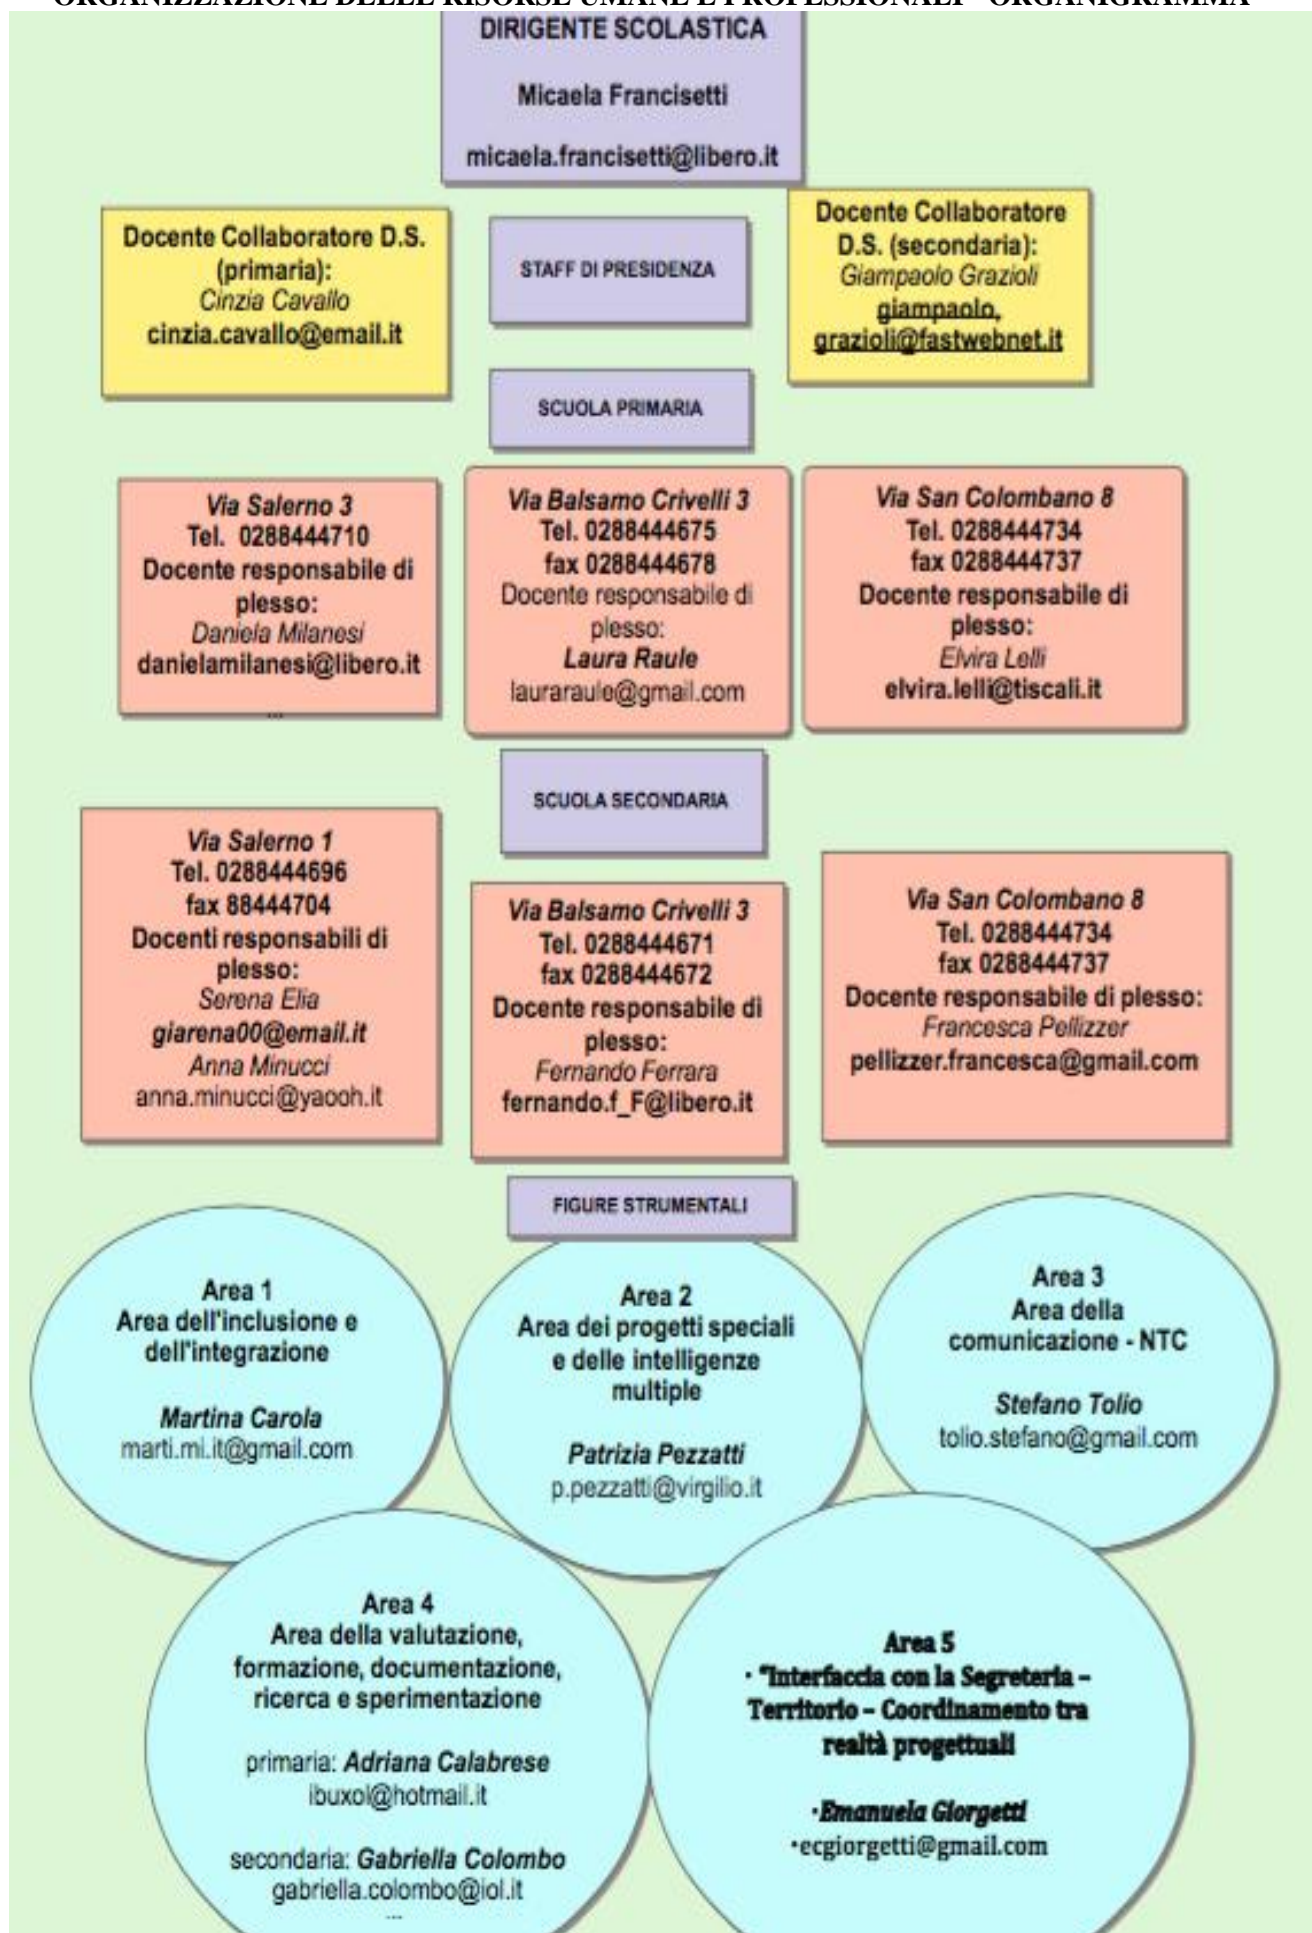 ORGANIZZAZIONE DELLE RISORSE UMANE E PROFESSIONALI - ORGANIGRAMMA
DIRIGENTE SCOLASTICA
Micaela Francisetti
micaela.francisetti@libero.it
Docente Collaboratore D.S.
(primaria):
Cinzia Cavallo
cinzia.cavallo@email.it
STAFF DI PRESIDENZA
Docente Collaboratore
D.S. (secondaria):
Giampaolo Grazioli
giampaolo,
grazioli@fastwebnet.it
SCUOLA PRIMARIA
Via Salerno 3
Tel. 0288444710
Docente responsabile di
plesso:
Daniela Milanesi
danielamilanesi@libero.it
...
Via Balsamo Crivelli 3
Tel. 0288444675
fax 0288444678
Docente responsabile di
plesso:
Laura Raule
lauraraule@gmail.com
Via San Colombano 8
Tel. 0288444734
fax 0288444737
Docente responsabile di
plesso:
Elvira Lelli
elvira.lelli@tiscali.it
SCUOLA SECONDARIA
Via Salerno 1
Tel. 0288444696
fax 88444704
Docenti responsabili di
plesso:
Serena Elia
giarena00@email.it
Anna Minucci
anna.minucci@yaooh.it
Via Balsamo Crivelli 3
Tel. 0288444671
fax 0288444672
Docente responsabile di
plesso:
Fernando Ferrara
fernando.f_F@libero.it
Via San Colombano 8
Tel. 0288444734
fax 0288444737
Docente responsabile di plesso:
Francesca Pellizzer
pellizzer.francesca@gmail.com
FIGURE STRUMENTALI
Area 1
Area dell'inclusione e
dell'integrazione
Martina Carola
marti.mi.it@gmail.com
Area 2
Area dei progetti speciali
e delle intelligenze
multiple
Patrizia Pezzatti
p.pezzatti@virgilio.it
Area 3
Area della
comunicazione - NTC
Stefano Tolio
tolio.stefano@gmail.com
Area 4
Area della valutazione,
formazione, documentazione,
ricerca e sperimentazione
primaria: Adriana Calabrese
ibuxol@hotmail.it
secondaria: Gabriella Colombo
gabriella.colombo@iol.it
...
Area 5
· "Interfaccia con la Segreteria –
Territorio – Coordinamento tra
realtà progettuali
·Emanuela Giorgetti
·ecgiorgetti@gmail.com